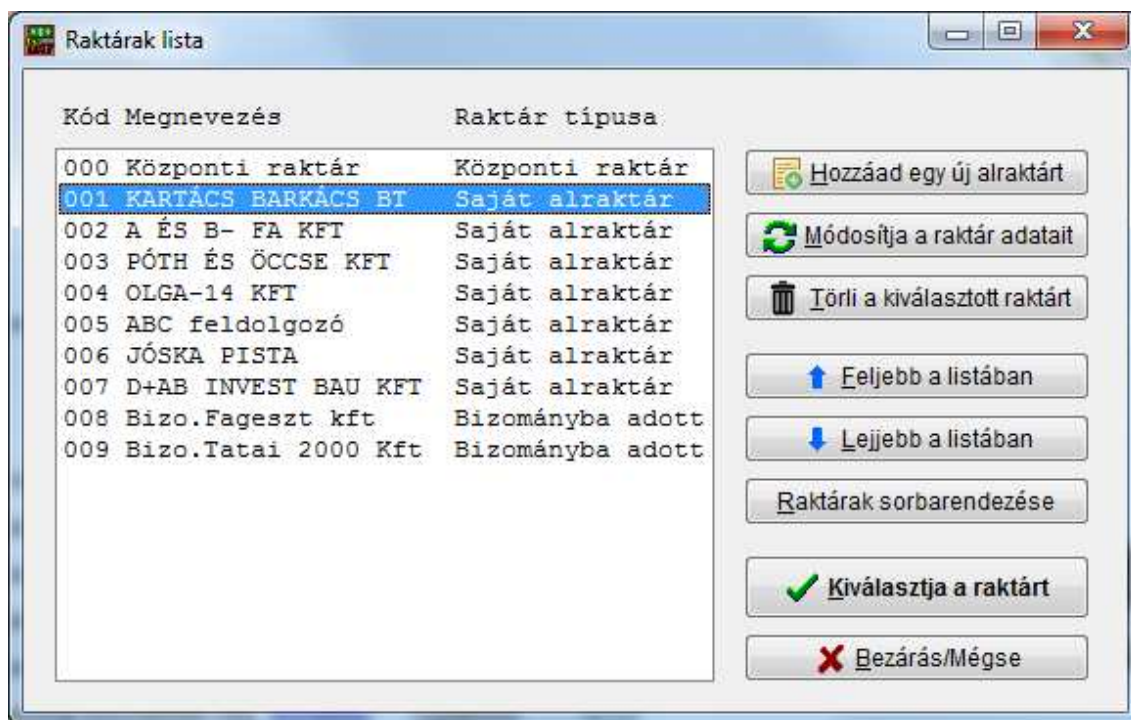 Raktárak lista
Kód Megnevezés Raktár típusa
000 Központi raktár Központi raktár
001 KARTÁCS BARKÁCS BT Saját alraktár
002 A ÉS B- FA KFT Saját alraktár
003 PÓTH ÉS ÖCCSE KFT Saját alraktár
004 OLGA-14 KFT Saját alraktár
005 ABC feldolgozó Saját alraktár
006 JÓSKA PISTA Saját alraktár
007 D+AB INVEST BAU KFT Saját alraktár
008 Bizo.Fageszt kft Bizományba adott
009 Bizo.Tatai 2000 Kft Bizományba adott
Hozzáad egy új alraktárt
Módosítja a raktár adatait
Törli a kiválasztott raktárt
Feljebb a listában
Lejjebb a listában
Raktárak sorbarendezése
Kiválasztja a raktárt
Bezárás/Mégse